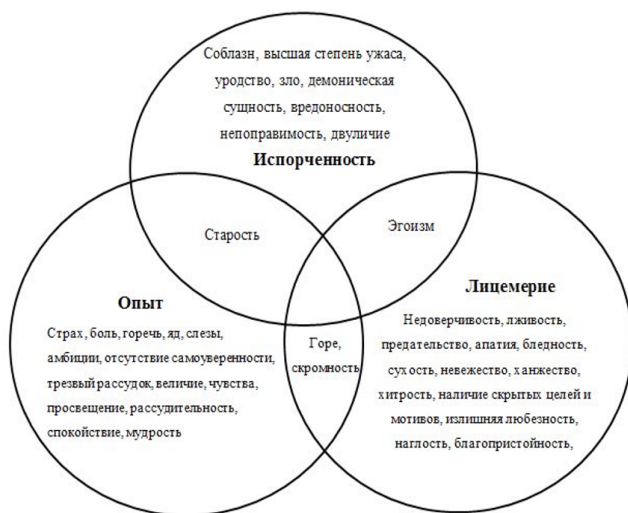 Соблазн, высшая степень ужаса,
уродство, зло, демоническая
сущность, вредоносность,
непоправимость, двуличие
Испорченность
Старость
Эгоизм
Опыт
Страх, боль, горечь, яд, слезы,
амбиции, отсутствие самоуверенности,
трезвый рассудок, величие, чувства,
просвещение, рассудительность,
спокойствие, мудрость
Горе,
скромность
Лицемерие
Недоверчивость, лживость,
предательство, апатия, бледность,
сухость, невежество, ханжество,
хитрость, наличие скрытых целей и
мотивов, излишняя любезность,
наглость, благопристойность,